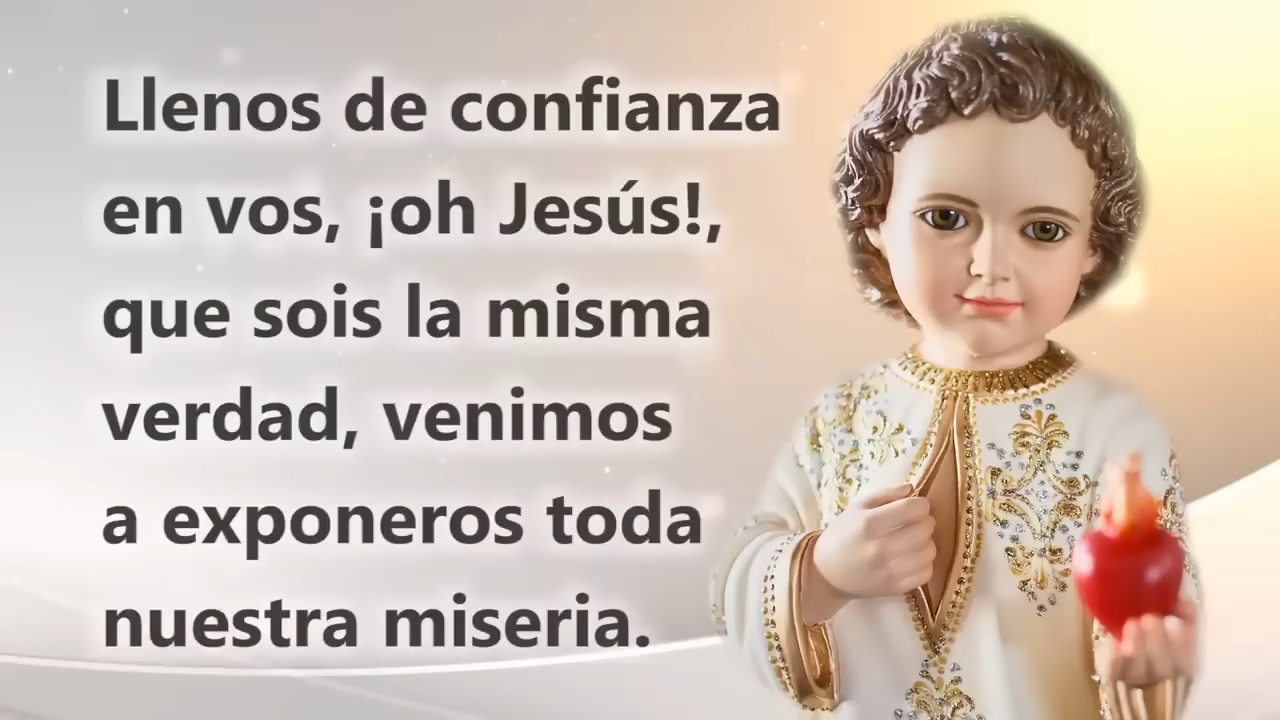 Llenos de confianza
en vos, ¡oh Jesús!,
que sois la misma
verdad, venimos
a exponeros toda
nuestra miseria.